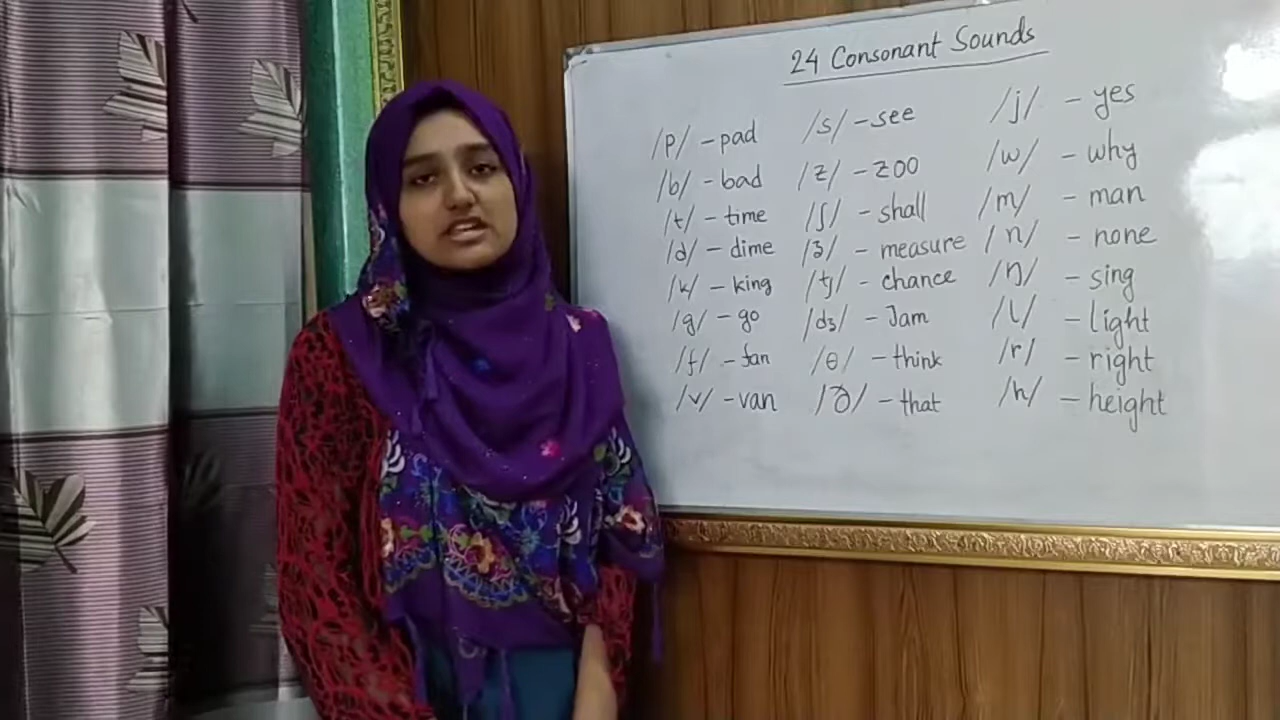 24 Consonant Sounds
/p/ - pad
/b/ - bad
/t/ - time
/d/ - dime
/k/ - king
/g/ - go
/f/ - fan
/v/ - van
/s/ - see
/z/ - zoo
/ʃ/ - shall
/ʒ/ - measure
/tʃ/ - chance
/dʒ/ - Jam
/θ/ - think
/ð/ - that
/j/ - yes
/w/ - why
/m/ - man
/n/ - none
/ŋ/ - sing
/l/ - light
/r/ - right
/h/ - height